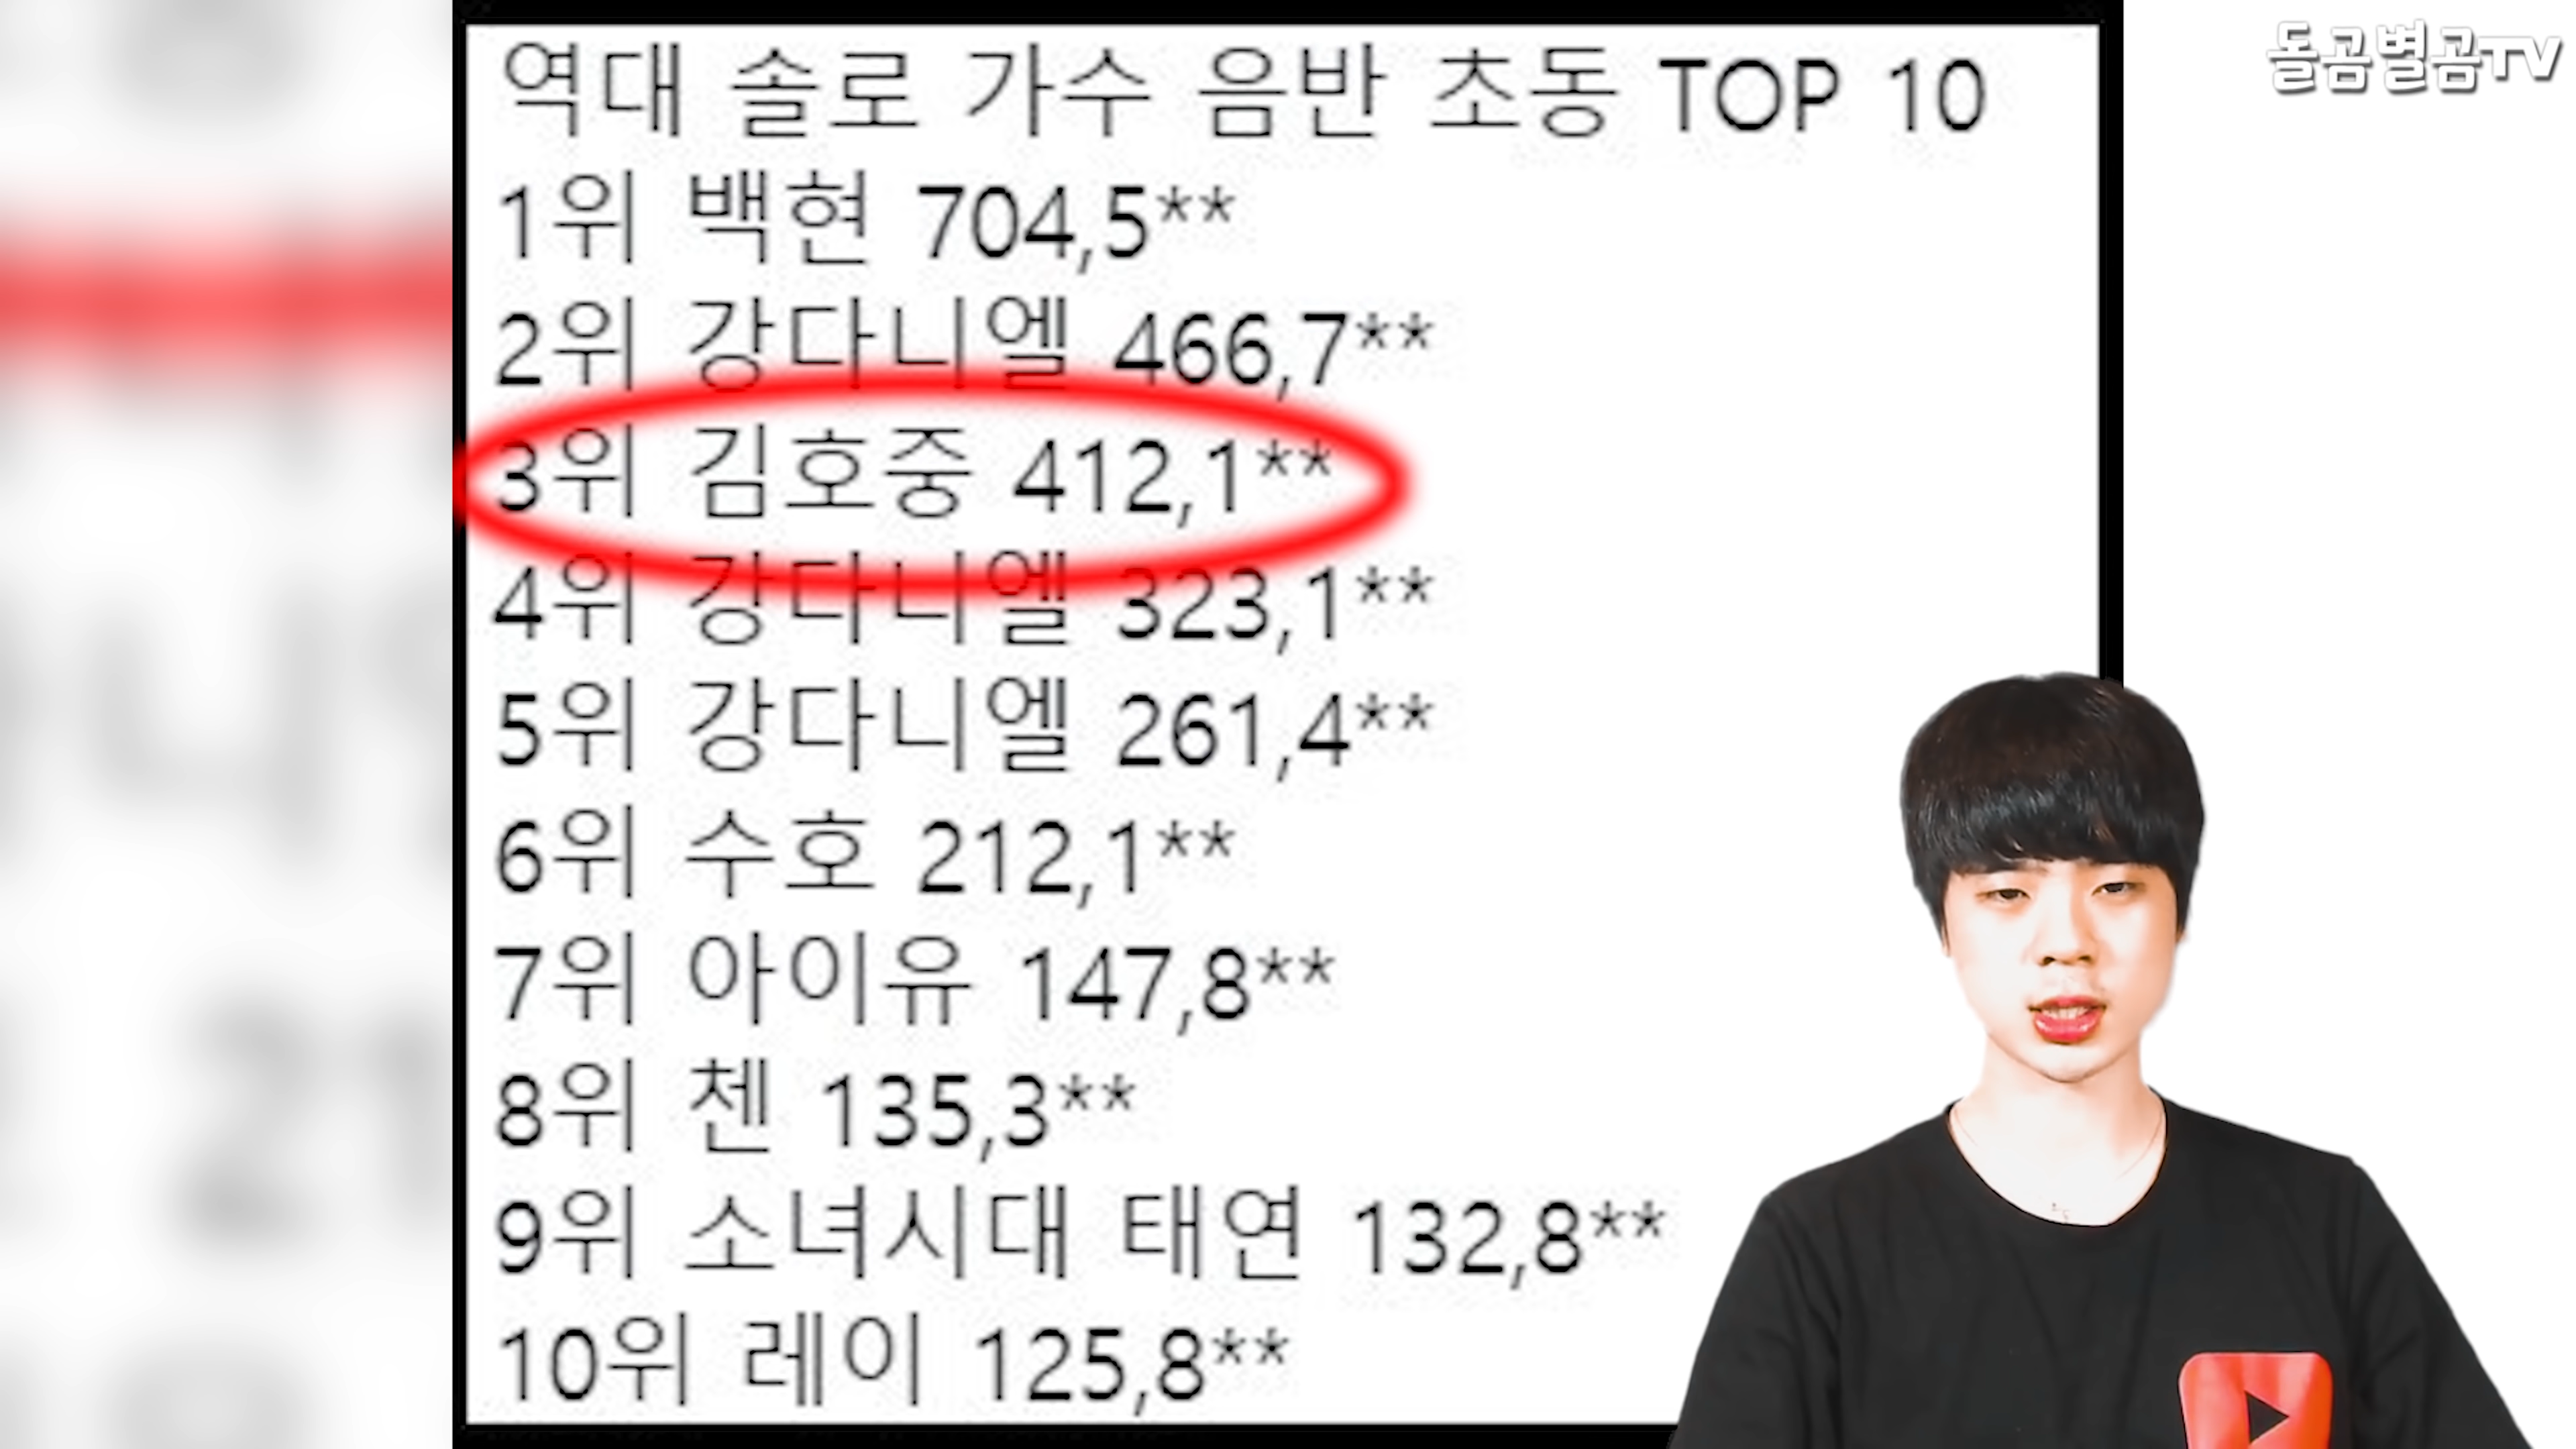 역대 솔로 가수 음반 초동 TOP 10
1위 백현 704,5**
2위 강다니엘 466,7**
3위 김호중 412,1**
4위 강다니엘 323,1**
5위 강다니엘 261,4**
6위 수호 212,1**
7위 아이유 147,8**
8위 첸 135,3**
9위 소녀시대 태연 132,8**
10위 레이 125,8**
돌곰별곰TV